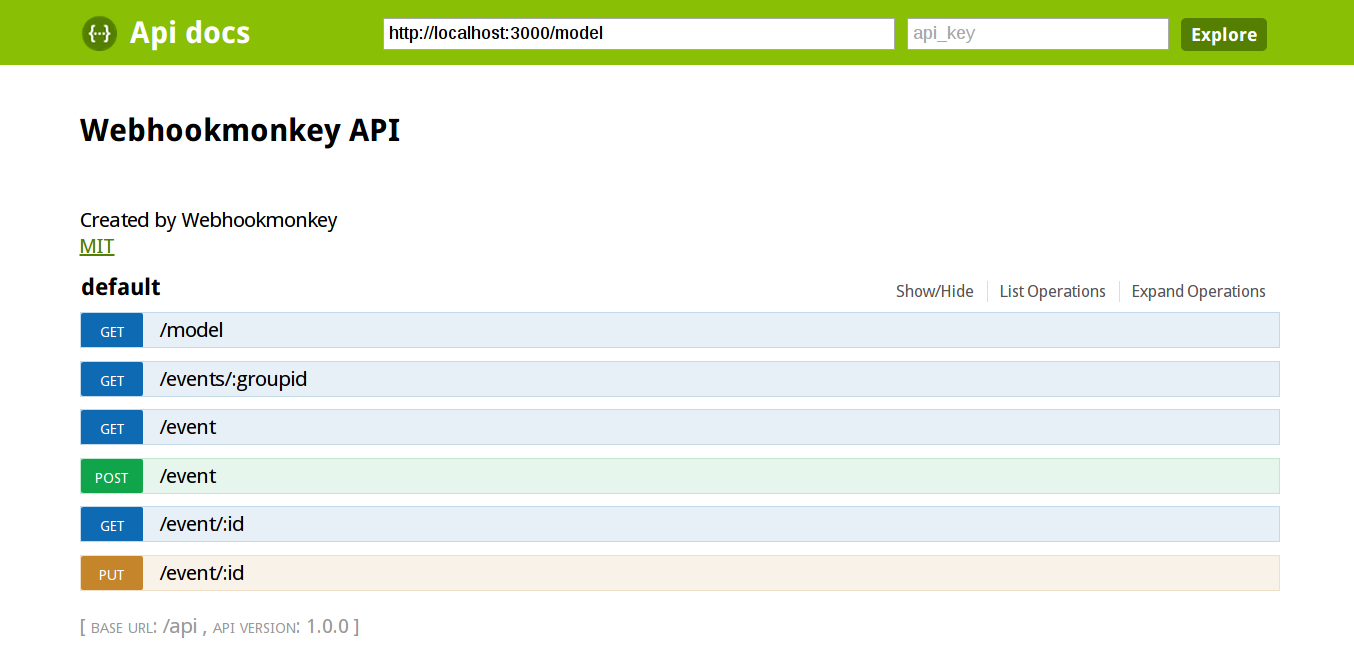 {··} Api docs http://localhost:3000/model api_key Explore
Webhookmonkey API
Created by Webhookmonkey
MIT
default Show/Hide List Operations Expand Operations
GET /model
GET /events/:groupid
GET /event
POST /event
GET /event/:id
PUT /event/:id
[ BASE URL: /api , API VERSION: 1.0.0 ]